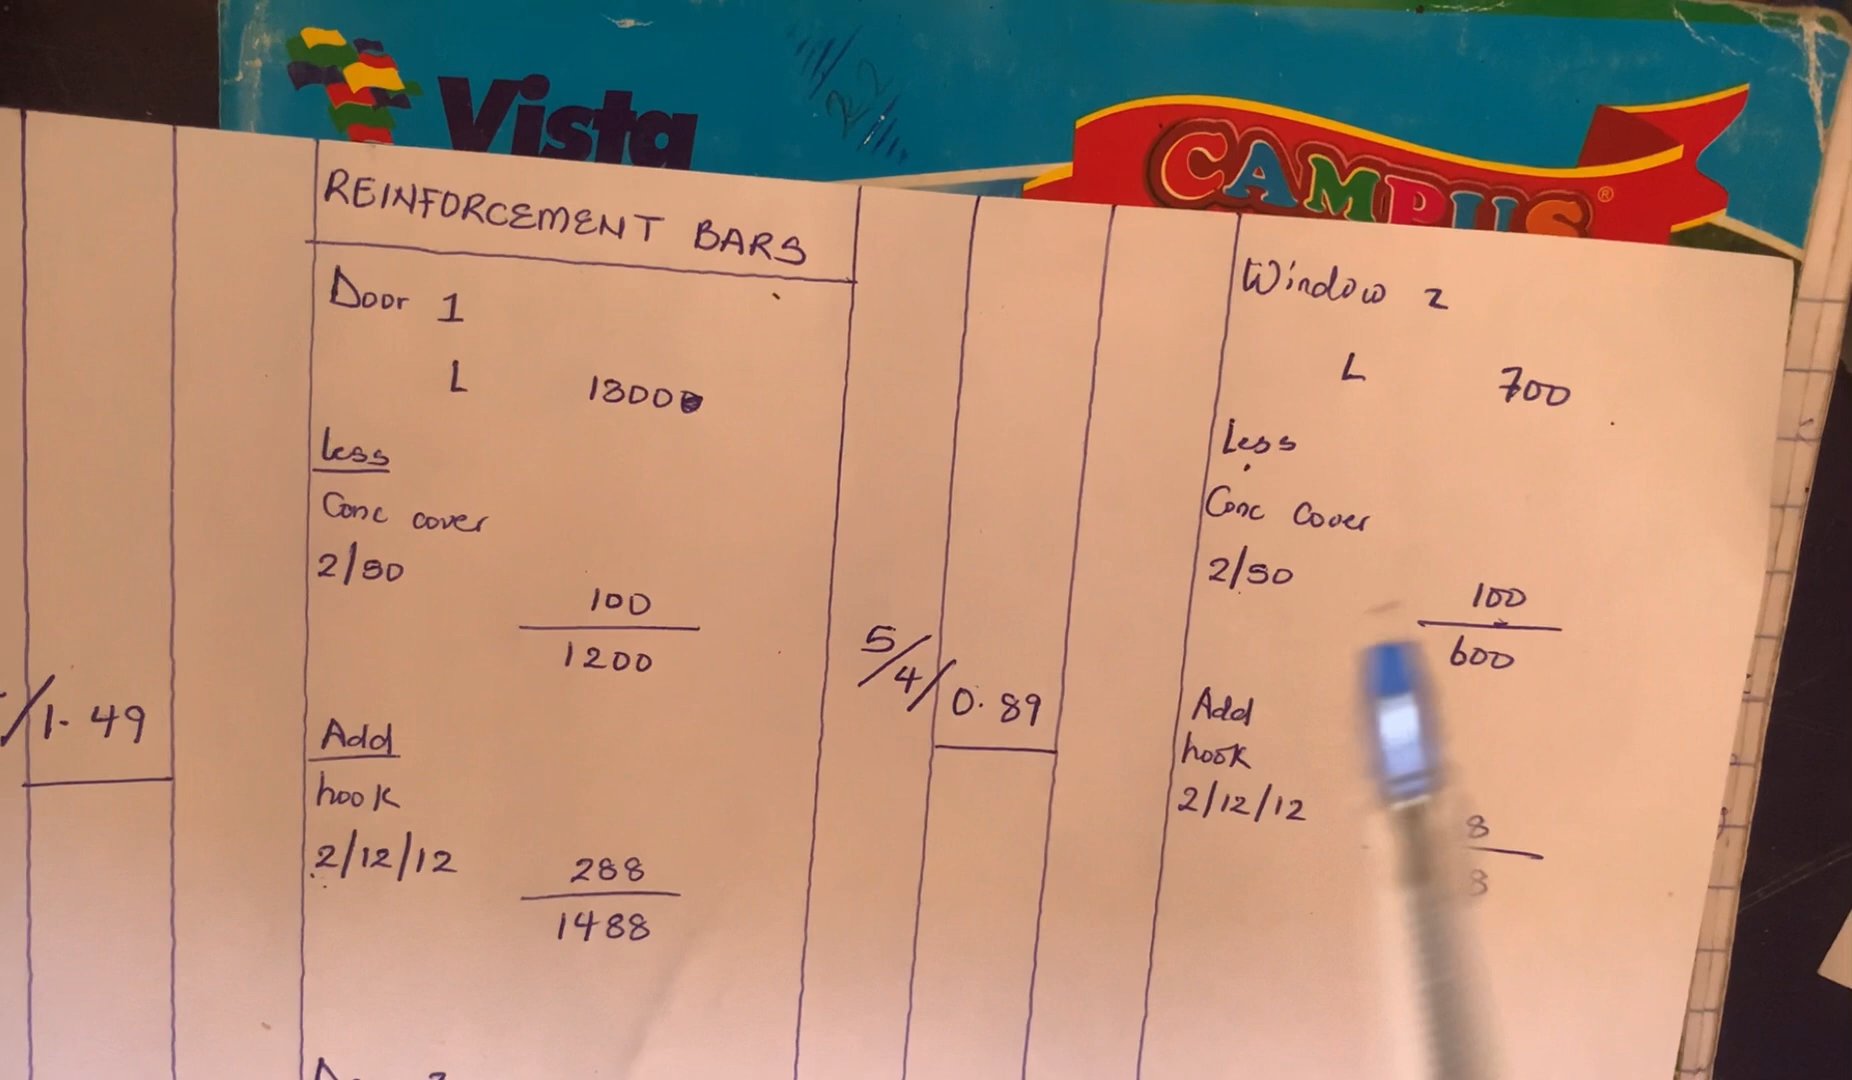 Vista
CAMPUS
®
REINFORCEMENT BARS
Door 1
L 1300
Less
Conc cover
2/50
100
1200
Add
hook
2/12/12
288
1488
/1.49
Window 2
L 700
Less
Conc Cover
2/50
100
600
5/4/0.89
Add
hook
2/12/12
8
8